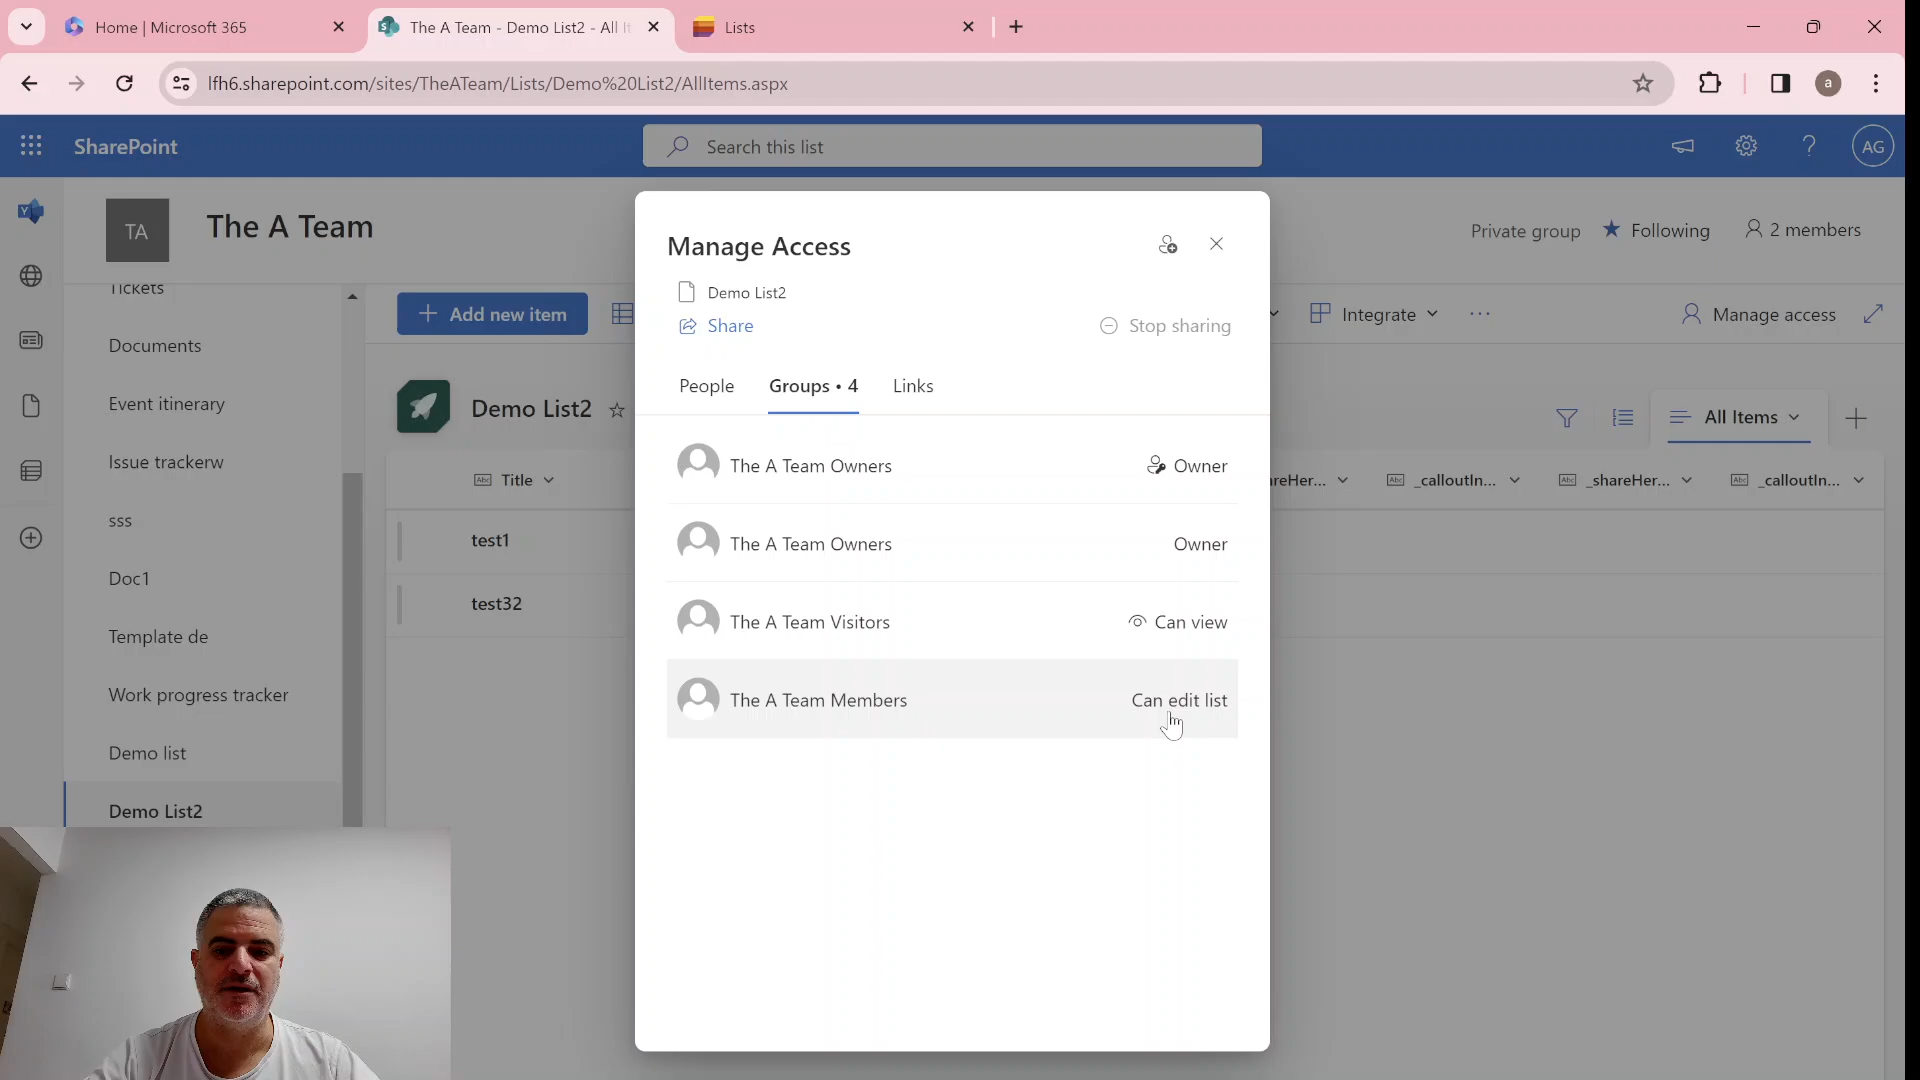 Home | Microsoft 365
The A Team - Demo List2 - All It
Lists
lfh6.sharepoint.com/sites/TheATeam/Lists/Demo%20List2/AllItems.aspx
a
SharePoint
Search this list
AG
TA
The A Team
Private group
Following
2 members
Tickets
Documents
Event itinerary
Issue trackerw
sss
Doc1
Template de
Work progress tracker
Demo list
Demo List2
Add new item
Integrate
Manage access
Demo List2
All Items
Title
reHer...
_calloutIn...
_shareHer...
_calloutIn...
test1
test32
Manage Access
Demo List2
Share
Stop sharing
People
Groups • 4
Links
The A Team Owners
Owner
The A Team Owners
Owner
The A Team Visitors
Can view
The A Team Members
Can edit list